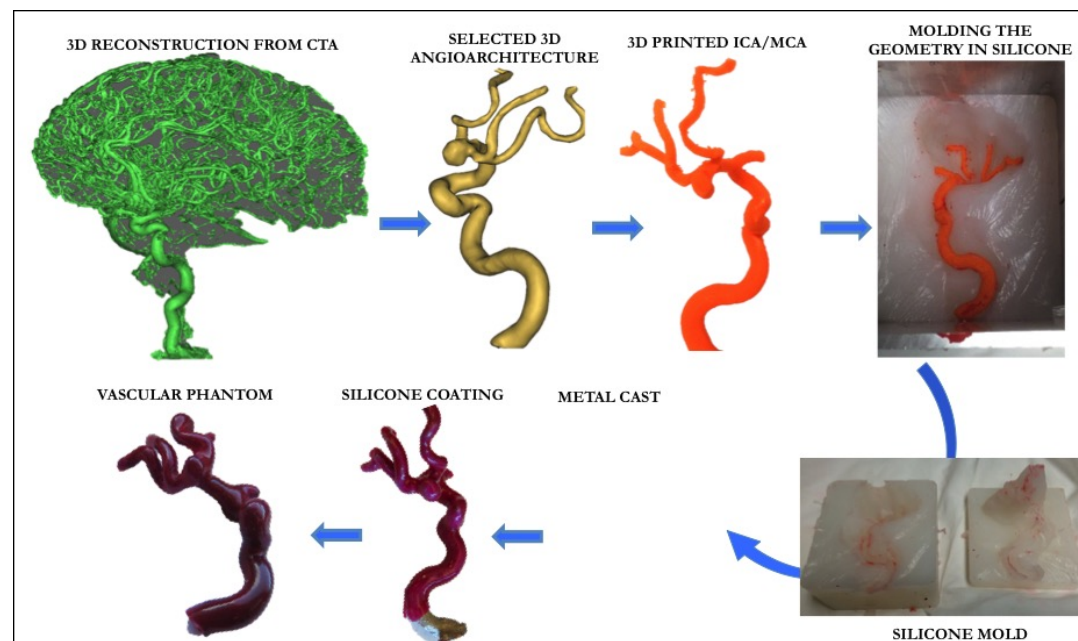 3D RECONSTRUCTION FROM CTA
SELECTED 3D
ANGIOARCHITECTURE
3D PRINTED ICA/MCA
MOLDING THE
GEOMETRY IN SILICONE
VASCULAR PHANTOM
SILICONE COATING
METAL CAST
SILICONE MOLD